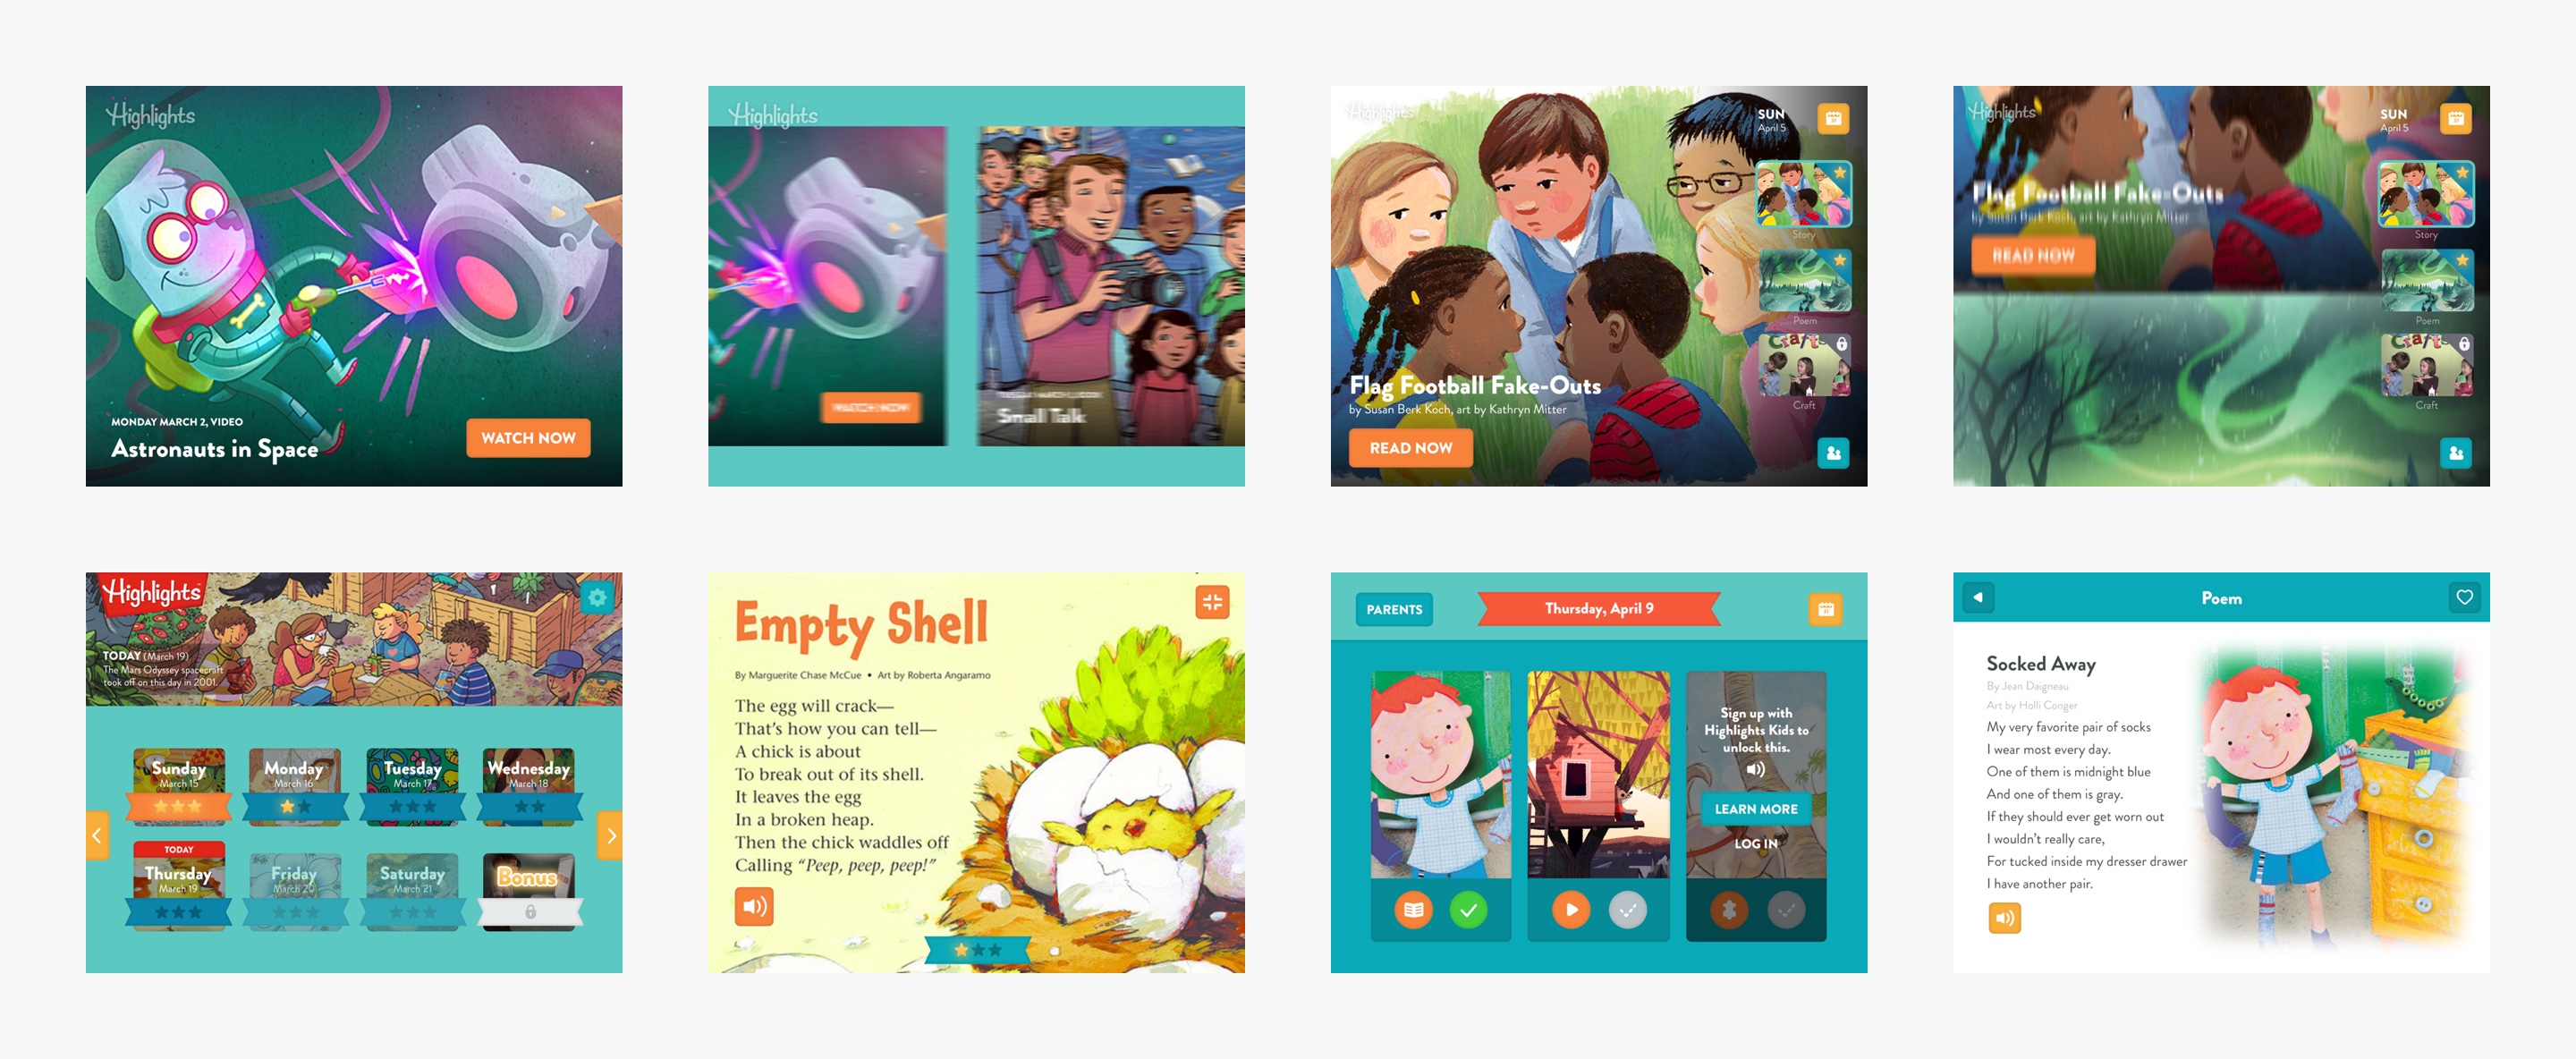 Highlights
MONDAY MARCH 2, VIDEO
Astronauts in Space
WATCH NOW
Highlights
WATCH NOW
Small Talk
Highlights
SUN
April 5
Story
Poem
Craft
Craft
Flag Football Fake-Outs
by Susan Berk Koch, art by Kathryn Mitter
READ NOW
Highlights
SUN
April 5
Flag Football Fake-Outs
by Susan Berk Koch, art by Kathryn Mitter
READ NOW
Story
Poem
Craft
Craft
Highlights
TODAY (March 19)
The Mars Odyssey spacecraft
took off on this day in 2001.
Sunday
March 15
Monday
March 16
Tuesday
March 17
Wednesday
March 18
TODAY
Thursday
March 19
Friday
March 20
Saturday
March 21
Bonus
Empty Shell
By Marguerite Chase McCue • Art by Roberta Angaramo
The egg will crack—
That's how you can tell—
A chick is about
To break out of its shell.
It leaves the egg
In a broken heap.
Then the chick waddles off
Calling “Peep, peep, peep!”
PARENTS
Thursday, April 9
Sign up with
Highlights Kids to
unlock this.
LEARN MORE
LOG IN
Poem
Socked Away
By Jean Daigneau
Art by Holli Conger
My very favorite pair of socks
I wear most every day.
One of them is midnight blue
And one of them is gray.
If they should ever get worn out
I wouldn't really care,
For tucked inside my dresser drawer
I have another pair.